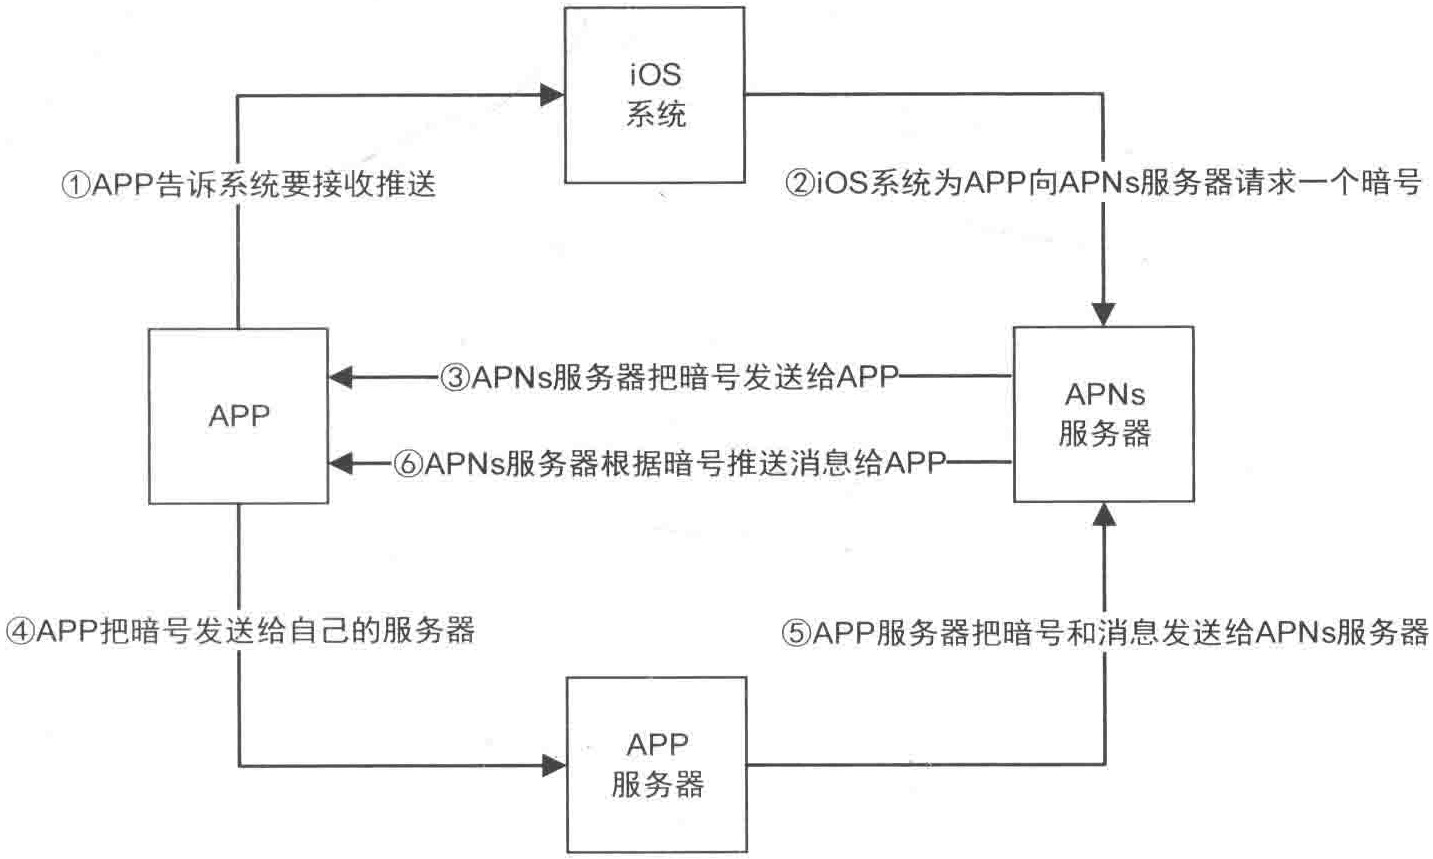 iOS
系统
①APP告诉系统要接收推送
②iOS系统为APP向APNs服务器请求一个暗号
③APNs服务器把暗号发送给APP
APNs
服务器
APP
⑥APNs服务器根据暗号推送消息给APP
④APP把暗号发送给自己的服务器
⑤APP服务器把暗号和消息发送给APNs服务器
APP
服务器